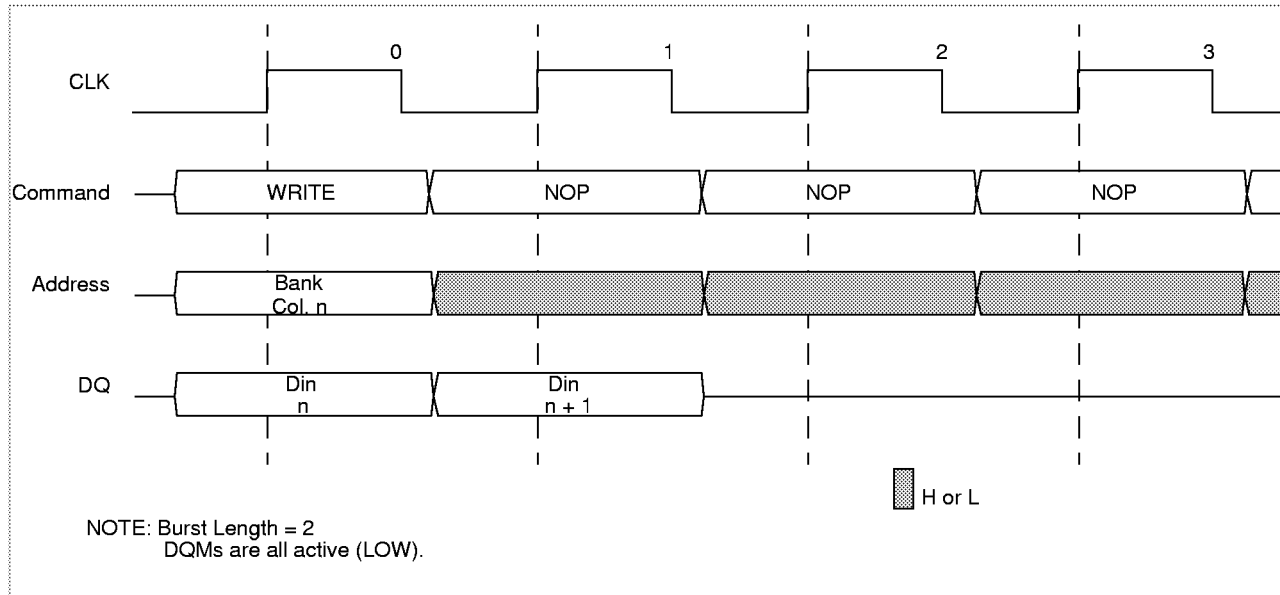 0 1 2 3
CLK
Command WRITE NOP NOP NOP
Address Bank
Col. n
DQ Din Din
n n + 1
H or L
NOTE: Burst Length = 2
DQMs are all active (LOW).